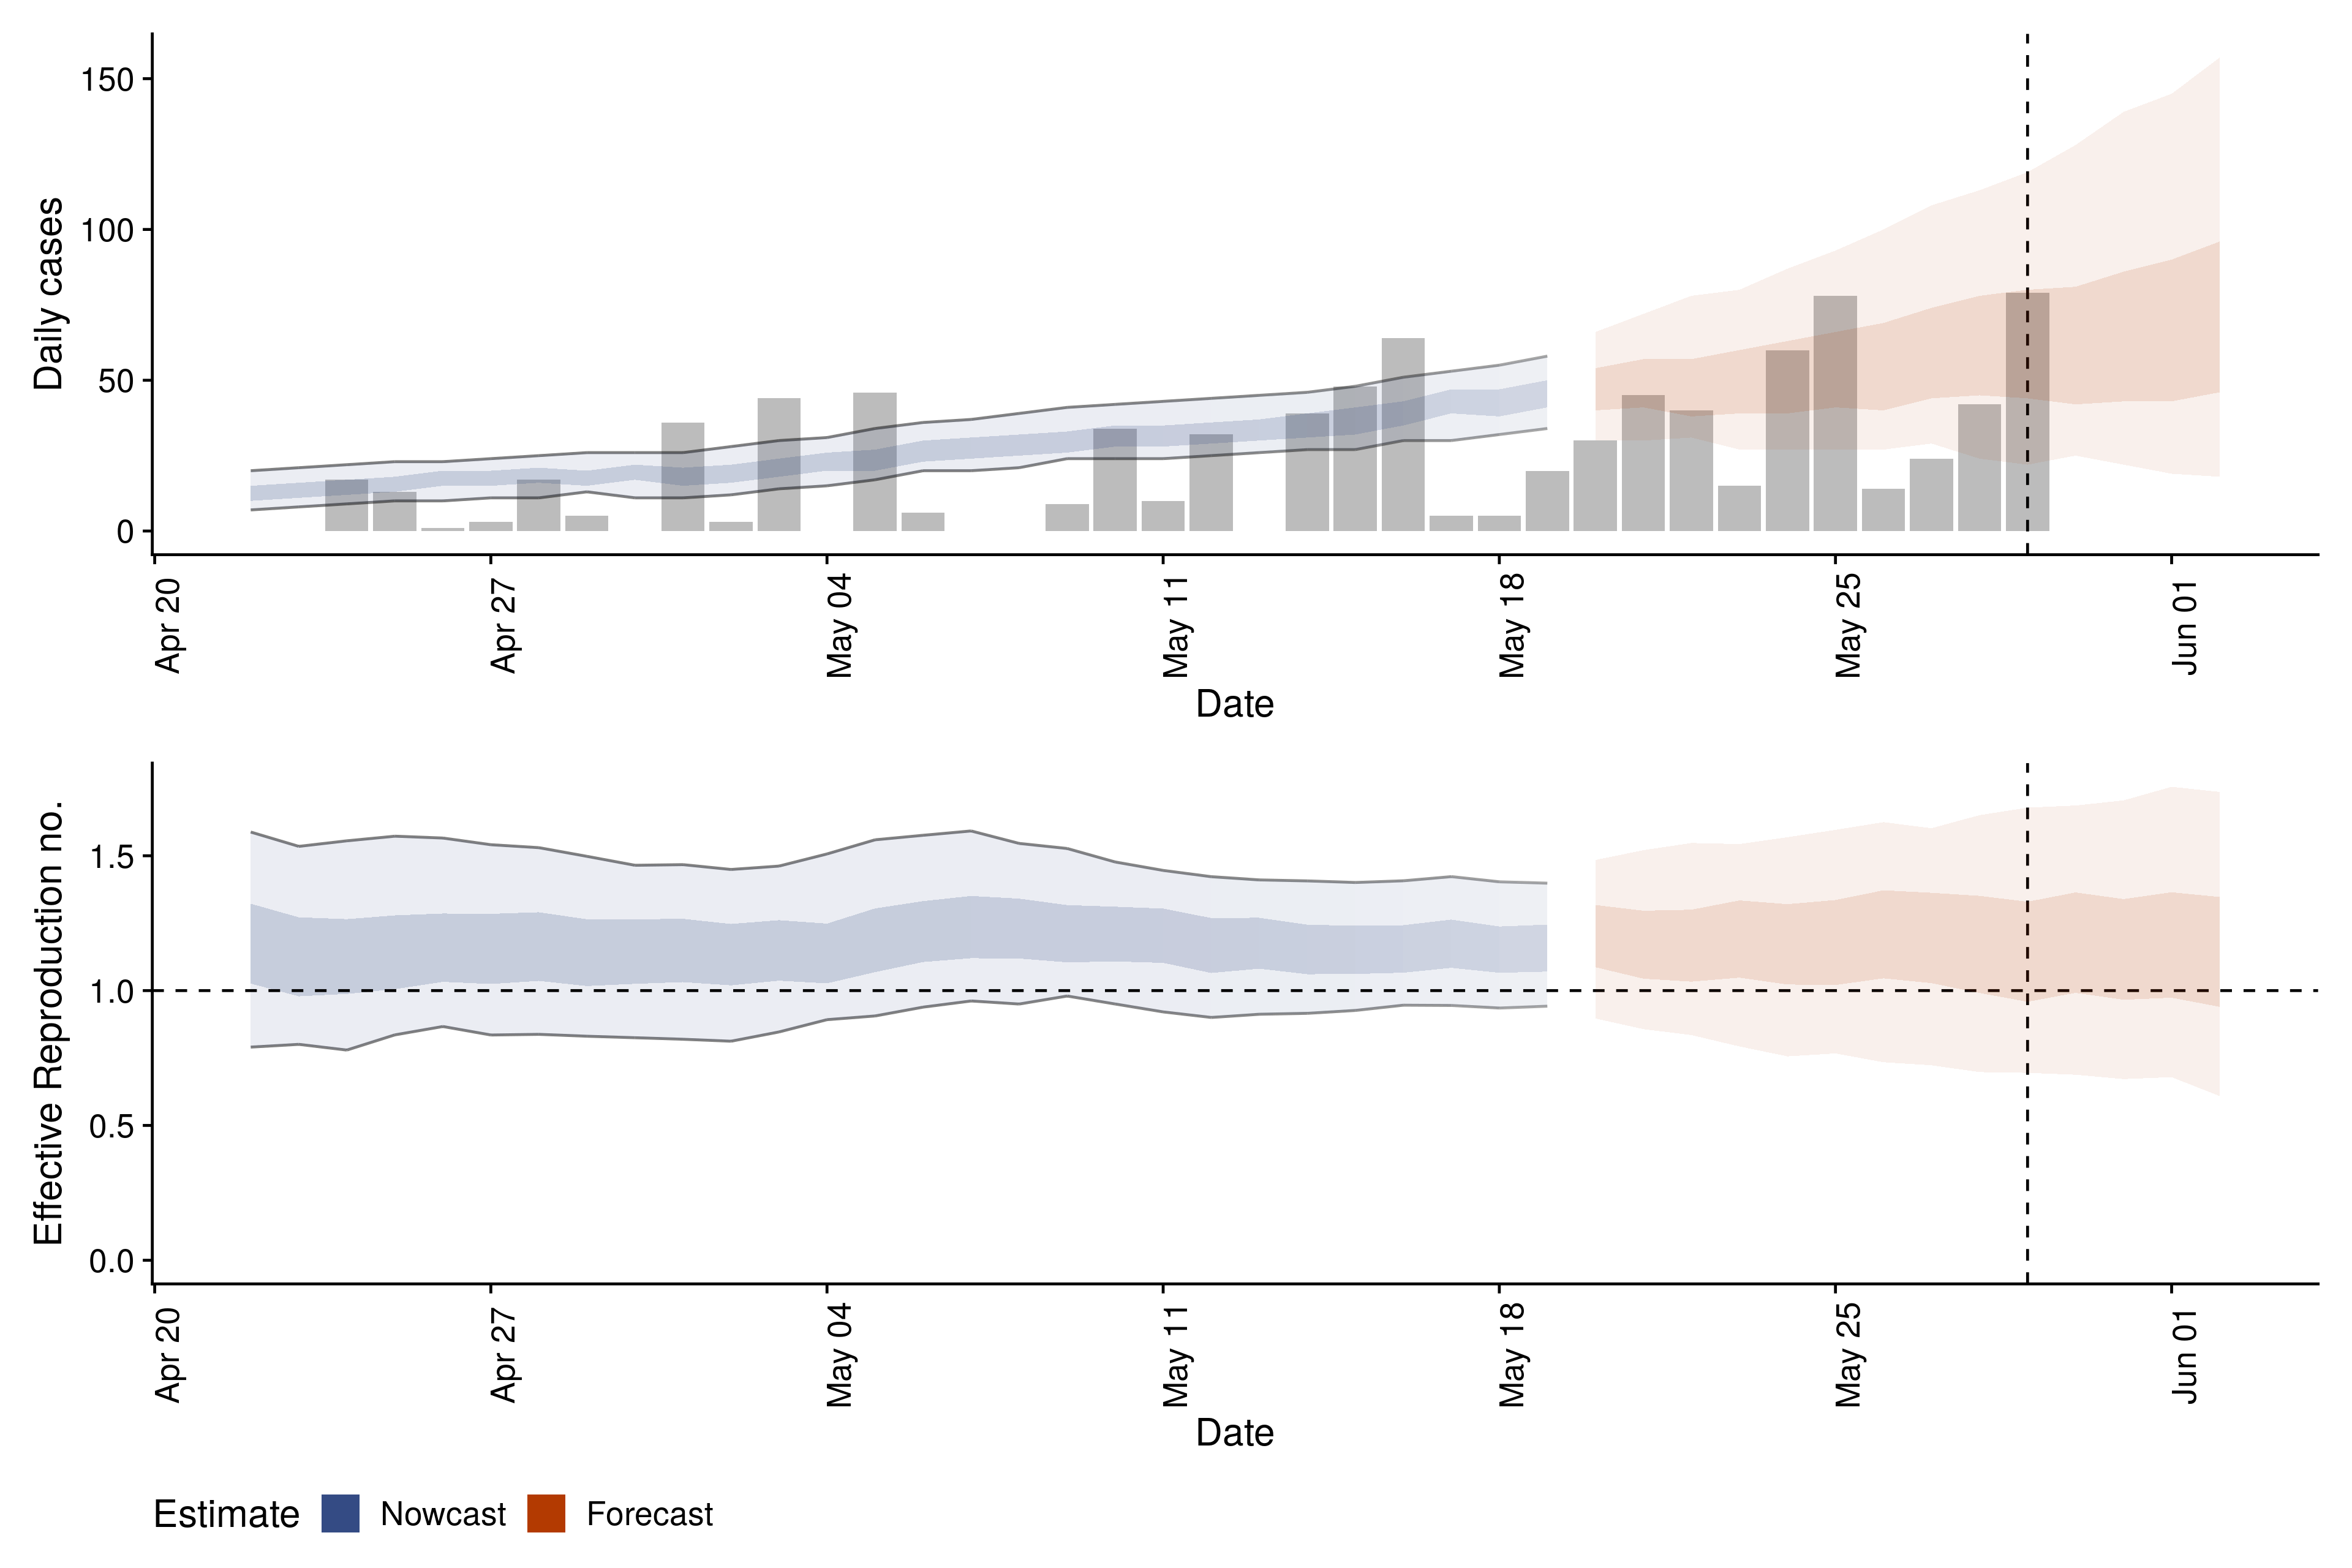 Daily cases
150
100
50
0
Apr 20
Apr 27
May 04
May 11
May 18
May 25
Jun 01
Date
Effective Reproduction no.
1.5
1.0
0.5
0.0
Apr 20
Apr 27
May 04
May 11
May 18
May 25
Jun 01
Date
Estimate Nowcast Forecast